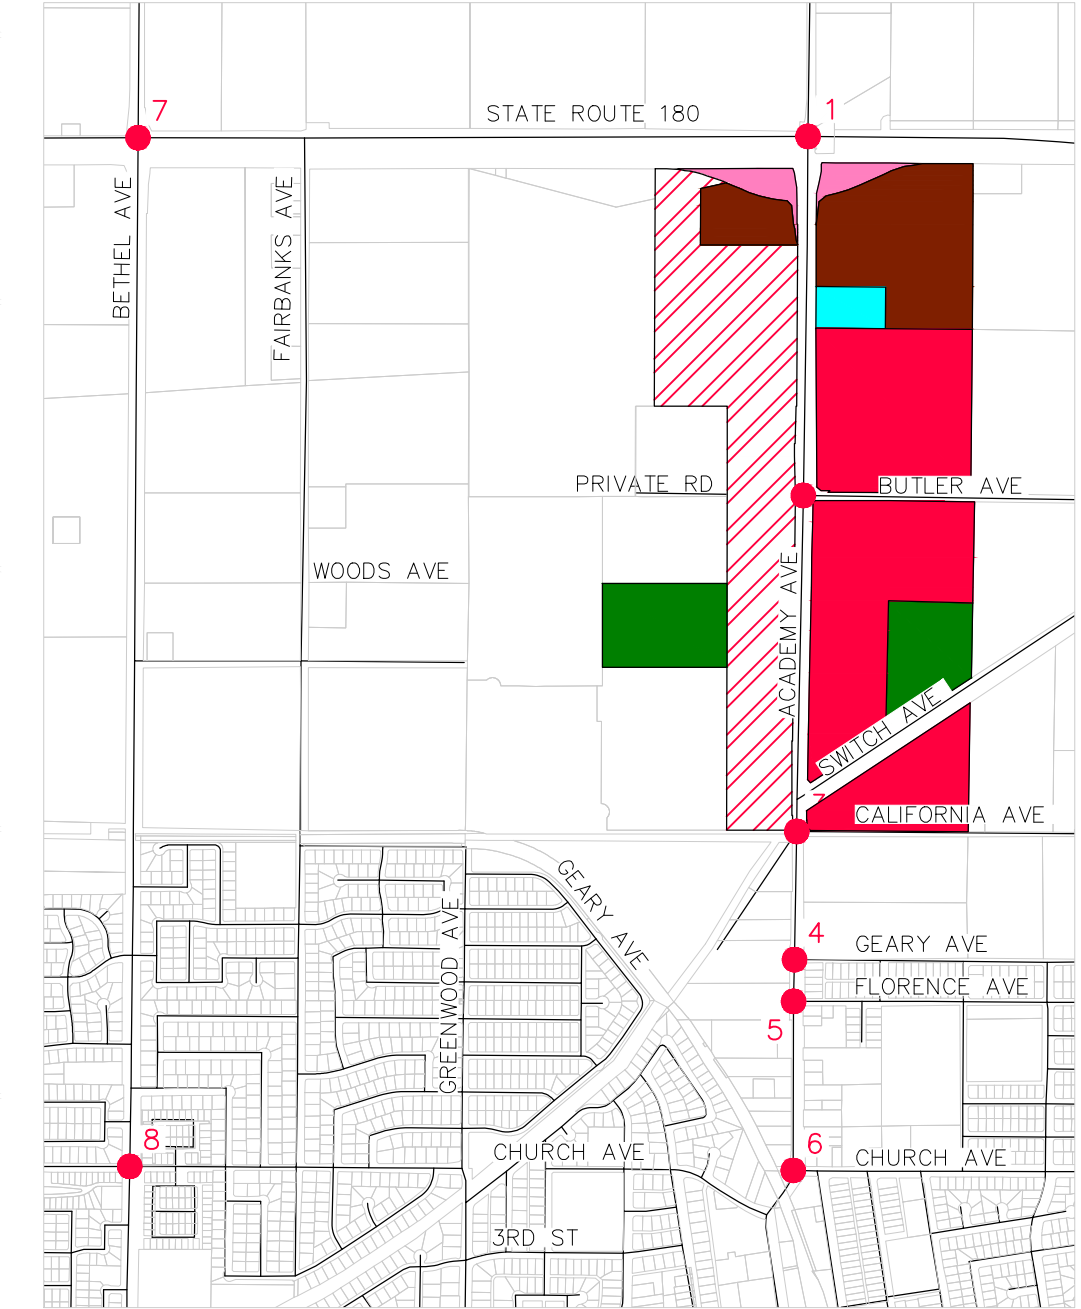 7
1
STATE ROUTE 180
BETHEL AVE
FAIRBANKS AVE
PRIVATE RD
BUTLER AVE
WOODS AVE
ACADEMY AVE
SWITCH AVE
CALIFORNIA AVE
GEARY AVE
GREENWOOD AVE
4
GEARY AVE
FLORENCE AVE
5
8
CHURCH AVE
6
CHURCH AVE
3RD ST